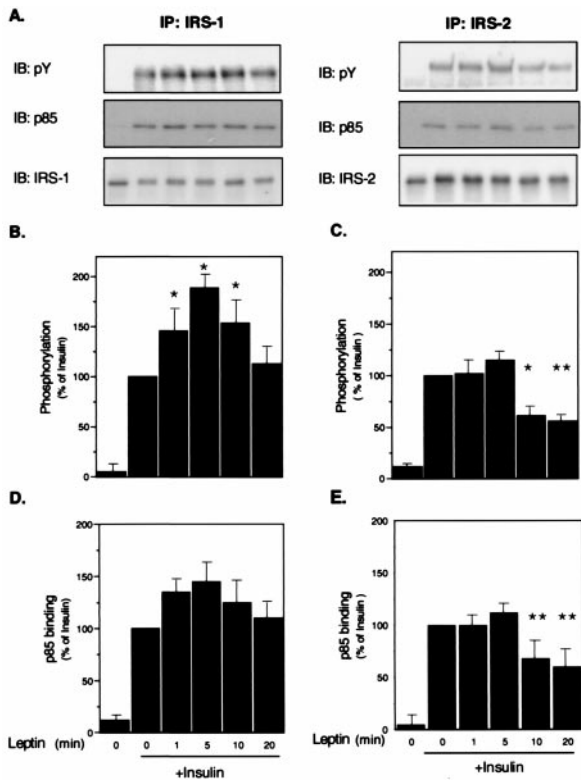 A.
IP: IRS-1
IP: IRS-2
IB: pY
IB: p85
IB: IRS-1
IB: pY
IB: p85
IB: IRS-2
B.
Phosphorylation
(% of Insulin)
200
150
100
50
0
*
*
*
C.
Phosphorylation
(% of Insulin)
200
150
100
50
0
*
**
D.
p85 binding
(% of Insulin)
200
150
100
50
0
Leptin (min)
0 0 1 5 10 20
+Insulin
E.
p85 binding
(% of Insulin)
200
150
100
50
0
**
**
Leptin (min)
0 0 1 5 10 20
+Insulin